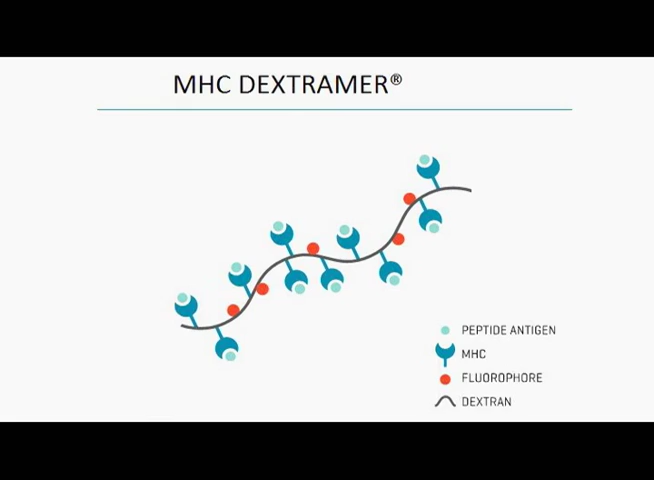 MHC DEXTRAMER®
PEPTIDE ANTIGEN
MHC
FLUOROPHORE
DEXTRAN